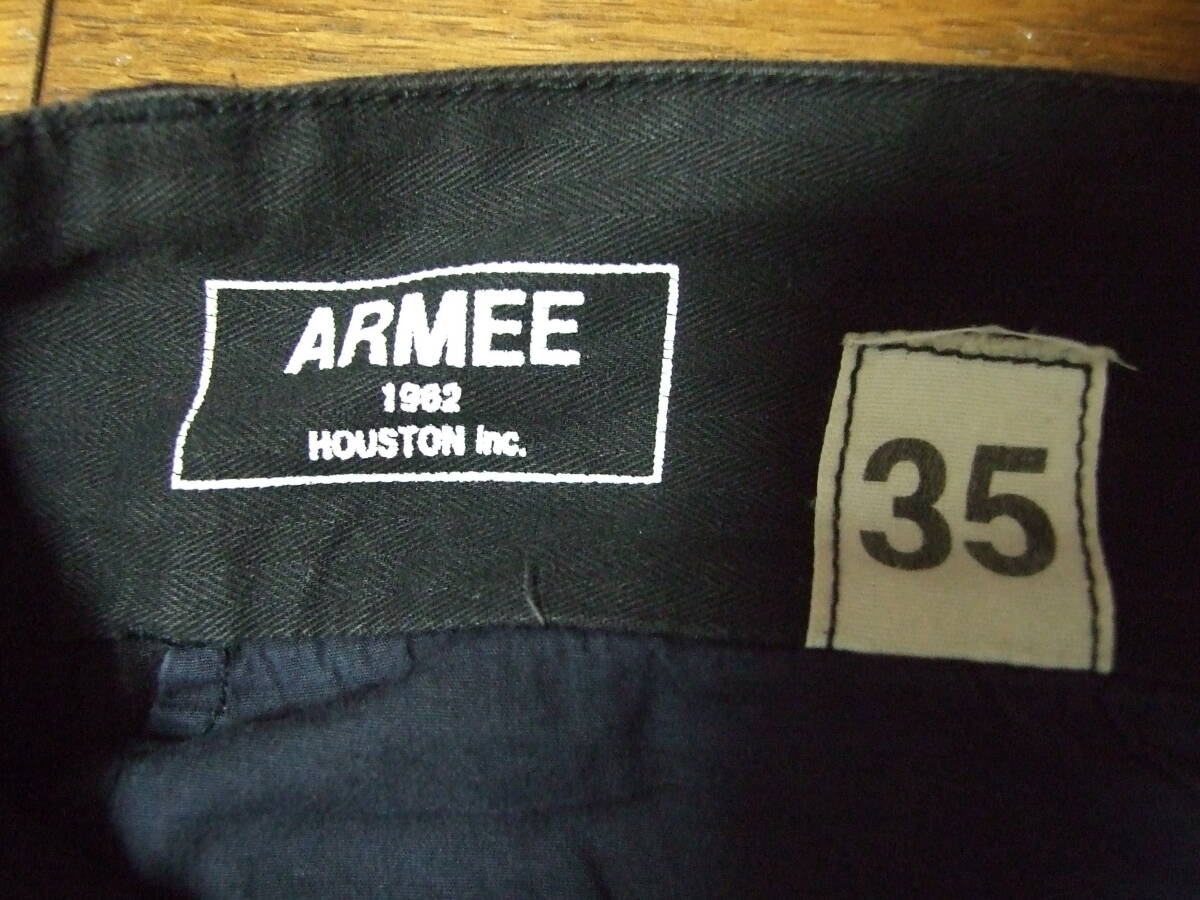 ARMEE
1962
HOUSTON Inc.
35